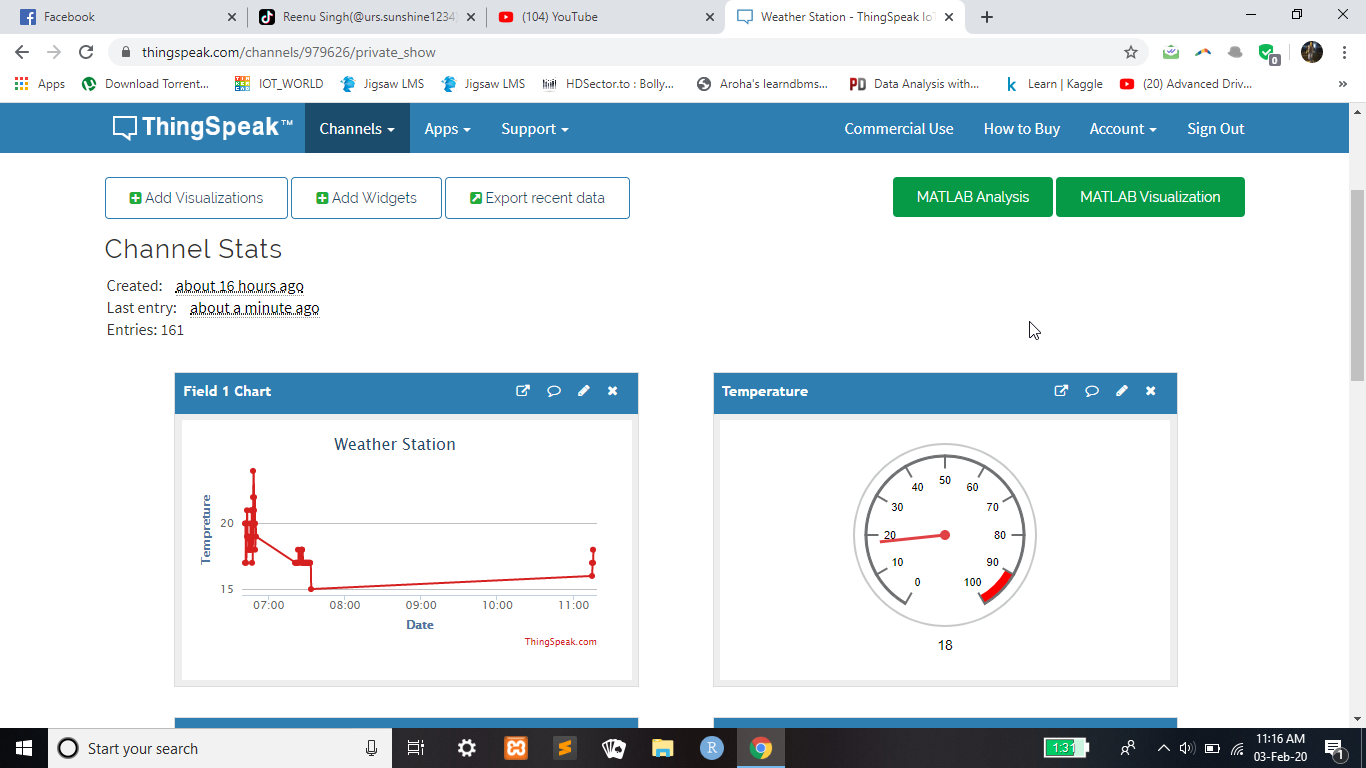 Facebook
Reenu Singh(@urs.sunshine1234)
(104) YouTube
Weather Station - ThingSpeak IoT
thingspeak.com/channels/979626/private_show
0
Apps
Download Torrent...
IOT_WORLD
Jigsaw LMS
Jigsaw LMS
HDSector.to : Bolly...
Aroha's learndbms...
PD
Data Analysis with...
k
Learn | Kaggle
(20) Advanced Driv...
»
ThingSpeak™
Channels
Apps
Support
Commercial Use
How to Buy
Account
Sign Out
Add Visualizations
Add Widgets
Export recent data
MATLAB Analysis
MATLAB Visualization
Channel Stats
Created: about 16 hours ago
Last entry: about a minute ago
Entries: 161
Field 1 Chart
Weather Station
Tempreture
20
15
07:00 08:00 09:00 10:00 11:00
Date
ThingSpeak.com
Temperature
0
10
20
30
40
50
60
70
80
90
100
18
Start your search
R
1:31
11:16 AM
03-Feb-20
1